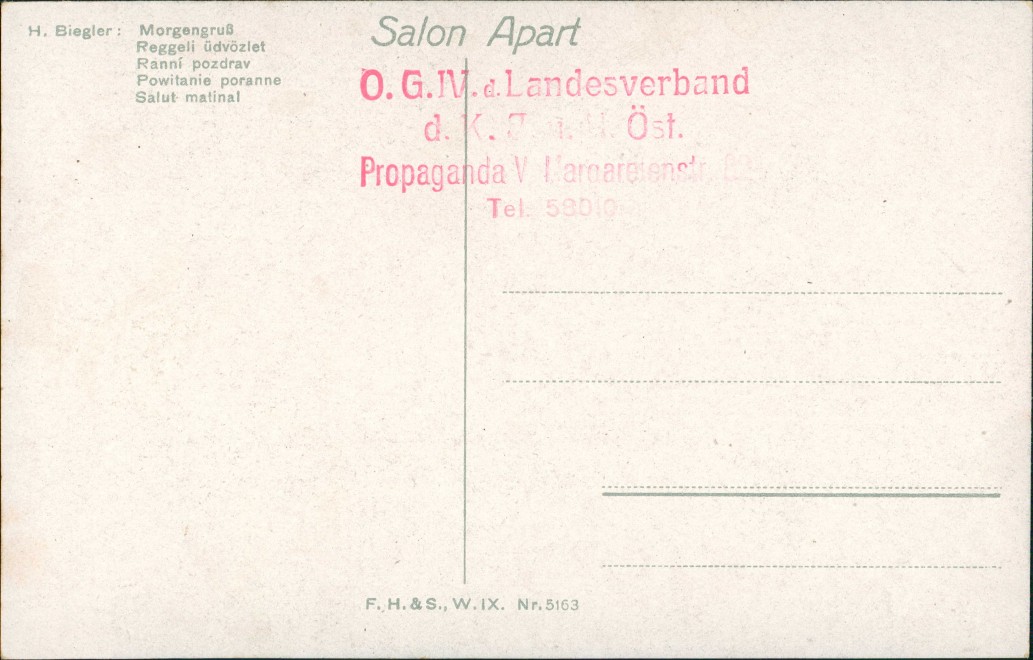 H. Biegler: Morgengruß
Reggeli üdvözlet
Ranní pozdrav
Powitanie poranne
Salut matinal
Salon Apart
O. G. IV. d. Landesverband
d. K. Öst.
Propaganda V
Tel.
F. H. & S., W. IX. Nr. 5163